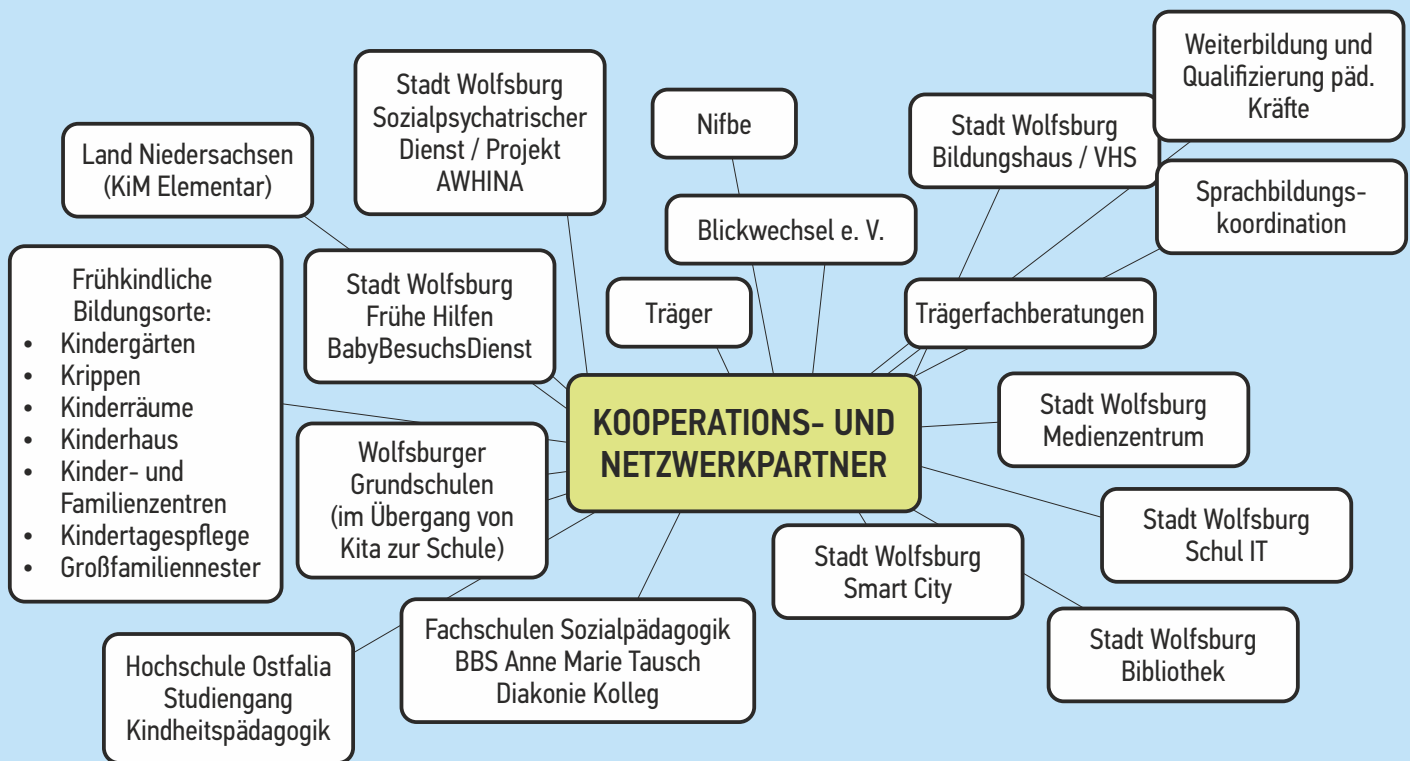 Weiterbildung und
Qualifizierung päd.
Kräfte
Stadt Wolfsburg
Sozialpsychatrischer
Dienst / Projekt
AWHINA
Nifbe
Stadt Wolfsburg
Bildungshaus / VHS
Land Niedersachsen
(KiM Elementar)
Sprachbildungs-
koordination
Blickwechsel e. V.
Frühkindliche
Bildungsorte:
• Kindergärten
• Krippen
• Kinderräume
• Kinderhaus
• Kinder- und
Familienzentren
• Kindertagespflege
• Großfamiliennester
Stadt Wolfsburg
Frühe Hilfen
BabyBesuchsDienst
Träger
Trägerfachberatungen
KOOPERATIONS- UND
NETZWERKPARTNER
Stadt Wolfsburg
Medienzentrum
Wolfsburger
Grundschulen
(im Übergang von
Kita zur Schule)
Stadt Wolfsburg
Schul IT
Stadt Wolfsburg
Smart City
Fachschulen Sozialpädagogik
BBS Anne Marie Tausch
Diakonie Kolleg
Stadt Wolfsburg
Bibliothek
Hochschule Ostfalia
Studiengang
Kindheitspädagogik